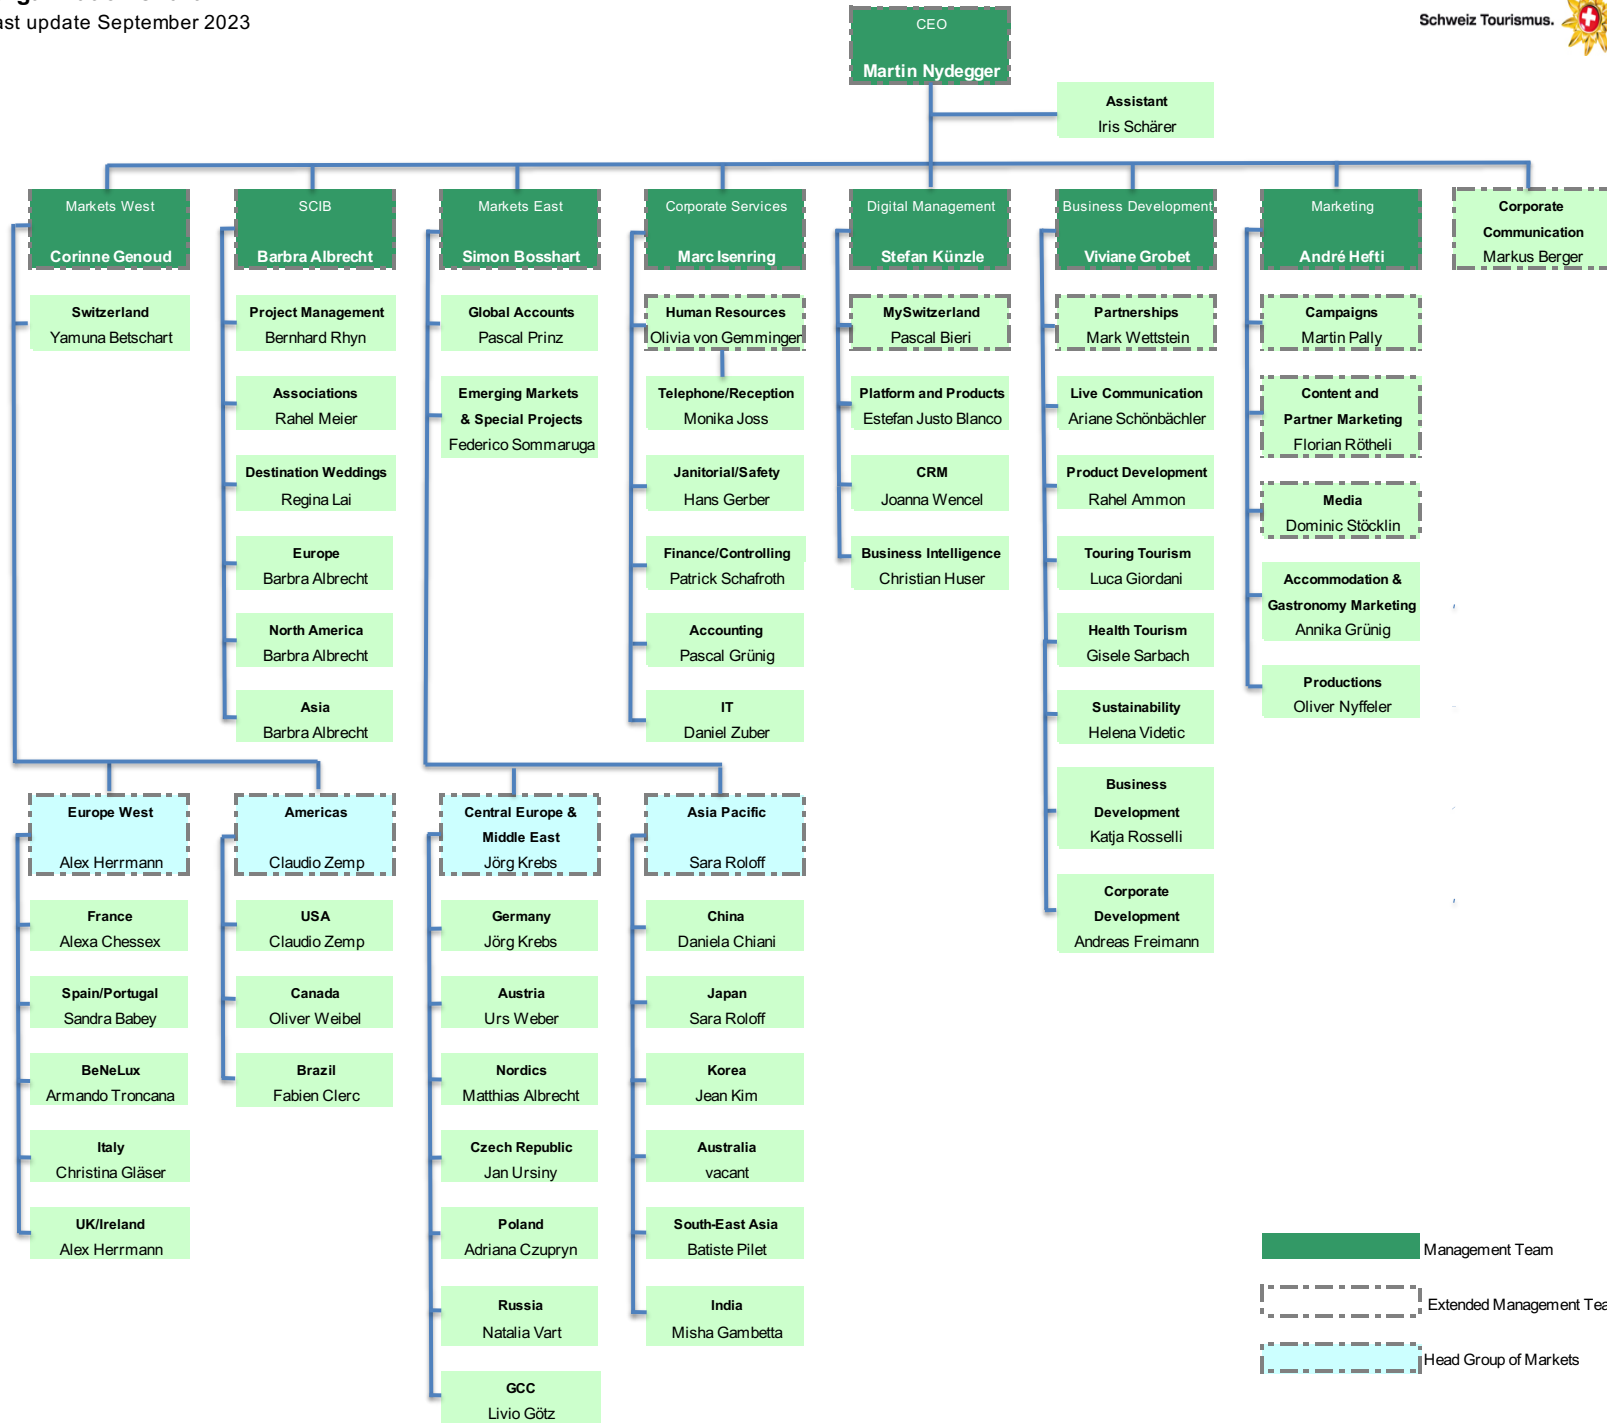 ast update September 2023
Schweiz Tourismus.
CEO
Martin Nydegger
Assistant
Iris Schärer
Markets West
Corinne Genoud
SCIB
Barbra Albrecht
Markets East
Simon Bosshart
Corporate Services
Marc Isenring
Digital Management
Stefan Künzle
Business Development
Viviane Grobet
Marketing
André Hefti
Corporate
Communication
Markus Berger
Switzerland
Yamuna Betschart
Project Management
Bernhard Rhyn
Associations
Rahel Meier
Destination Weddings
Regina Lai
Europe
Barbra Albrecht
North America
Barbra Albrecht
Asia
Barbra Albrecht
Global Accounts
Pascal Prinz
Emerging Markets
& Special Projects
Federico Sommaruga
Human Resources
Olivia von Gemminger
Telephone/Reception
Monika Joss
Janitorial/Safety
Hans Gerber
Finance/Controlling
Patrick Schafroth
Accounting
Pascal Grünig
IT
Daniel Zuber
MySwitzerland
Pascal Bieri
Platform and Products
Estefan Justo Blanco
CRM
Joanna Wencel
Business Intelligence
Christian Huser
Partnerships
Mark Wettstein
Live Communication
Ariane Schönbächler
Product Development
Rahel Ammon
Touring Tourism
Luca Giordani
Health Tourism
Gisele Sarbach
Sustainability
Helena Videtic
Business
Development
Katja Rosselli
Corporate
Development
Andreas Freimann
Campaigns
Martin Pally
Content and
Partner Marketing
Florian Rötheli
Media
Dominic Stöcklin
Accommodation &
Gastronomy Marketing
Annika Grünig
Productions
Oliver Nyffeler
Europe West
Alex Herrmann
France
Alexa Chessex
Spain/Portugal
Sandra Babey
BeNeLux
Armando Troncana
Italy
Christina Gläser
UK/Ireland
Alex Herrmann
Americas
Claudio Zemp
USA
Claudio Zemp
Canada
Oliver Weibel
Brazil
Fabien Clerc
Central Europe &
Middle East
Jörg Krebs
Germany
Jörg Krebs
Austria
Urs Weber
Nordics
Matthias Albrecht
Czech Republic
Jan Ursiny
Poland
Adriana Czupryn
Russia
Natalia Vart
GCC
Livio Götz
Asia Pacific
Sara Roloff
China
Daniela Chiani
Japan
Sara Roloff
Korea
Jean Kim
Australia
vacant
South-East Asia
Batiste Pilet
India
Misha Gambetta
Management Team
Extended Management Tea
Head Group of Markets